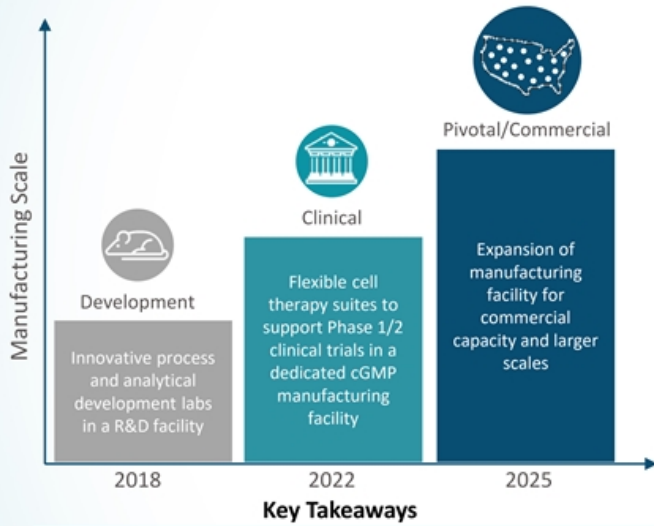 Manufacturing Scale
Development
Innovative process
and analytical
development labs
in a R&D facility
2018
Clinical
Flexible cell
therapy suites to
support Phase 1/2
clinical trials in a
dedicated cGMP
manufacturing
facility
2022
Pivotal/Commercial
Expansion of
manufacturing
facility for
commercial
capacity and larger
scales
2025
Key Takeaways